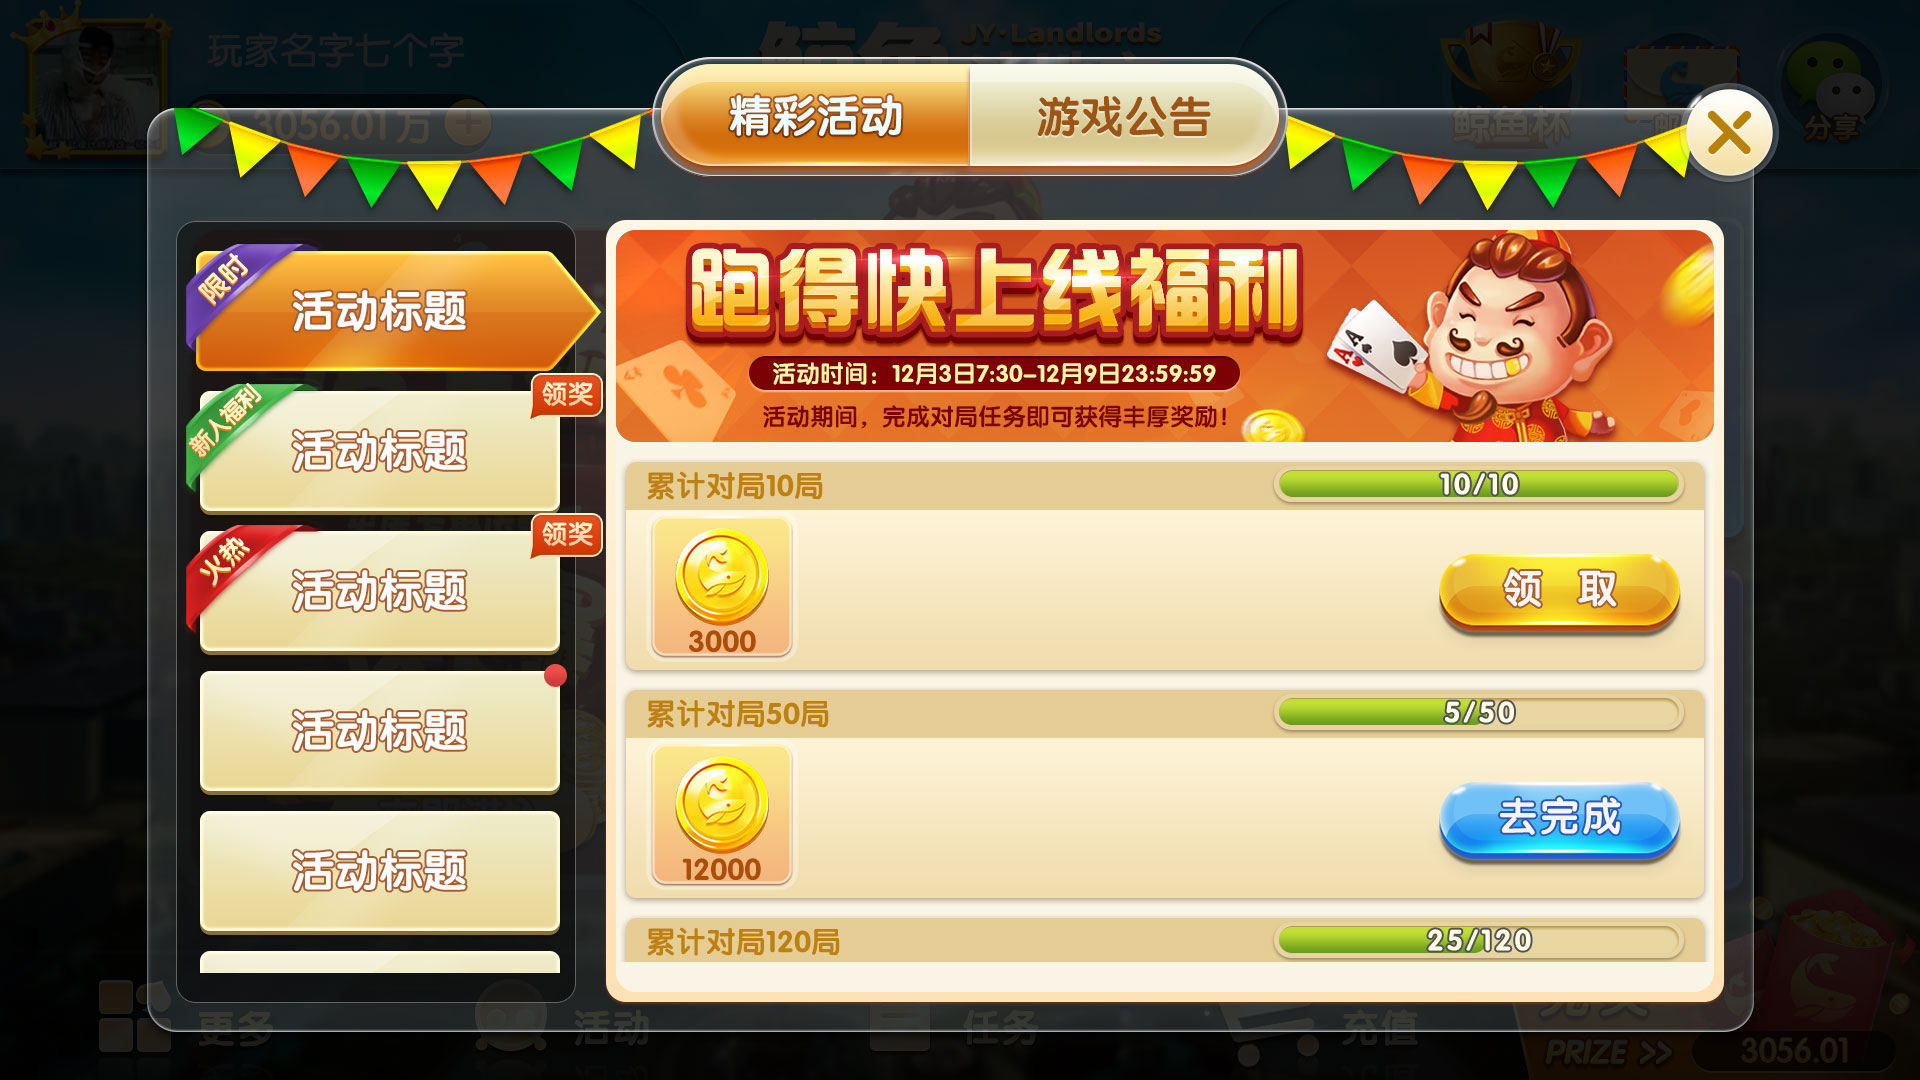 JY·Landlords
玩家名字七个字
3056.01万
鲸鱼杯
邮
分享
精彩活动
游戏公告
限时
活动标题
新人福利
活动标题
领奖
火热
活动标题
领奖
活动标题
活动标题
跑得快上线福利
活动时间：12月3日7:30-12月9日23:59:59
活动期间，完成对局任务即可获得丰厚奖励！
A
A
累计对局10局
10/10
3000
领 取
累计对局50局
5/50
12000
去完成
累计对局120局
25/120
更多
活动
任务
充值
PRIZE >>
3056.01